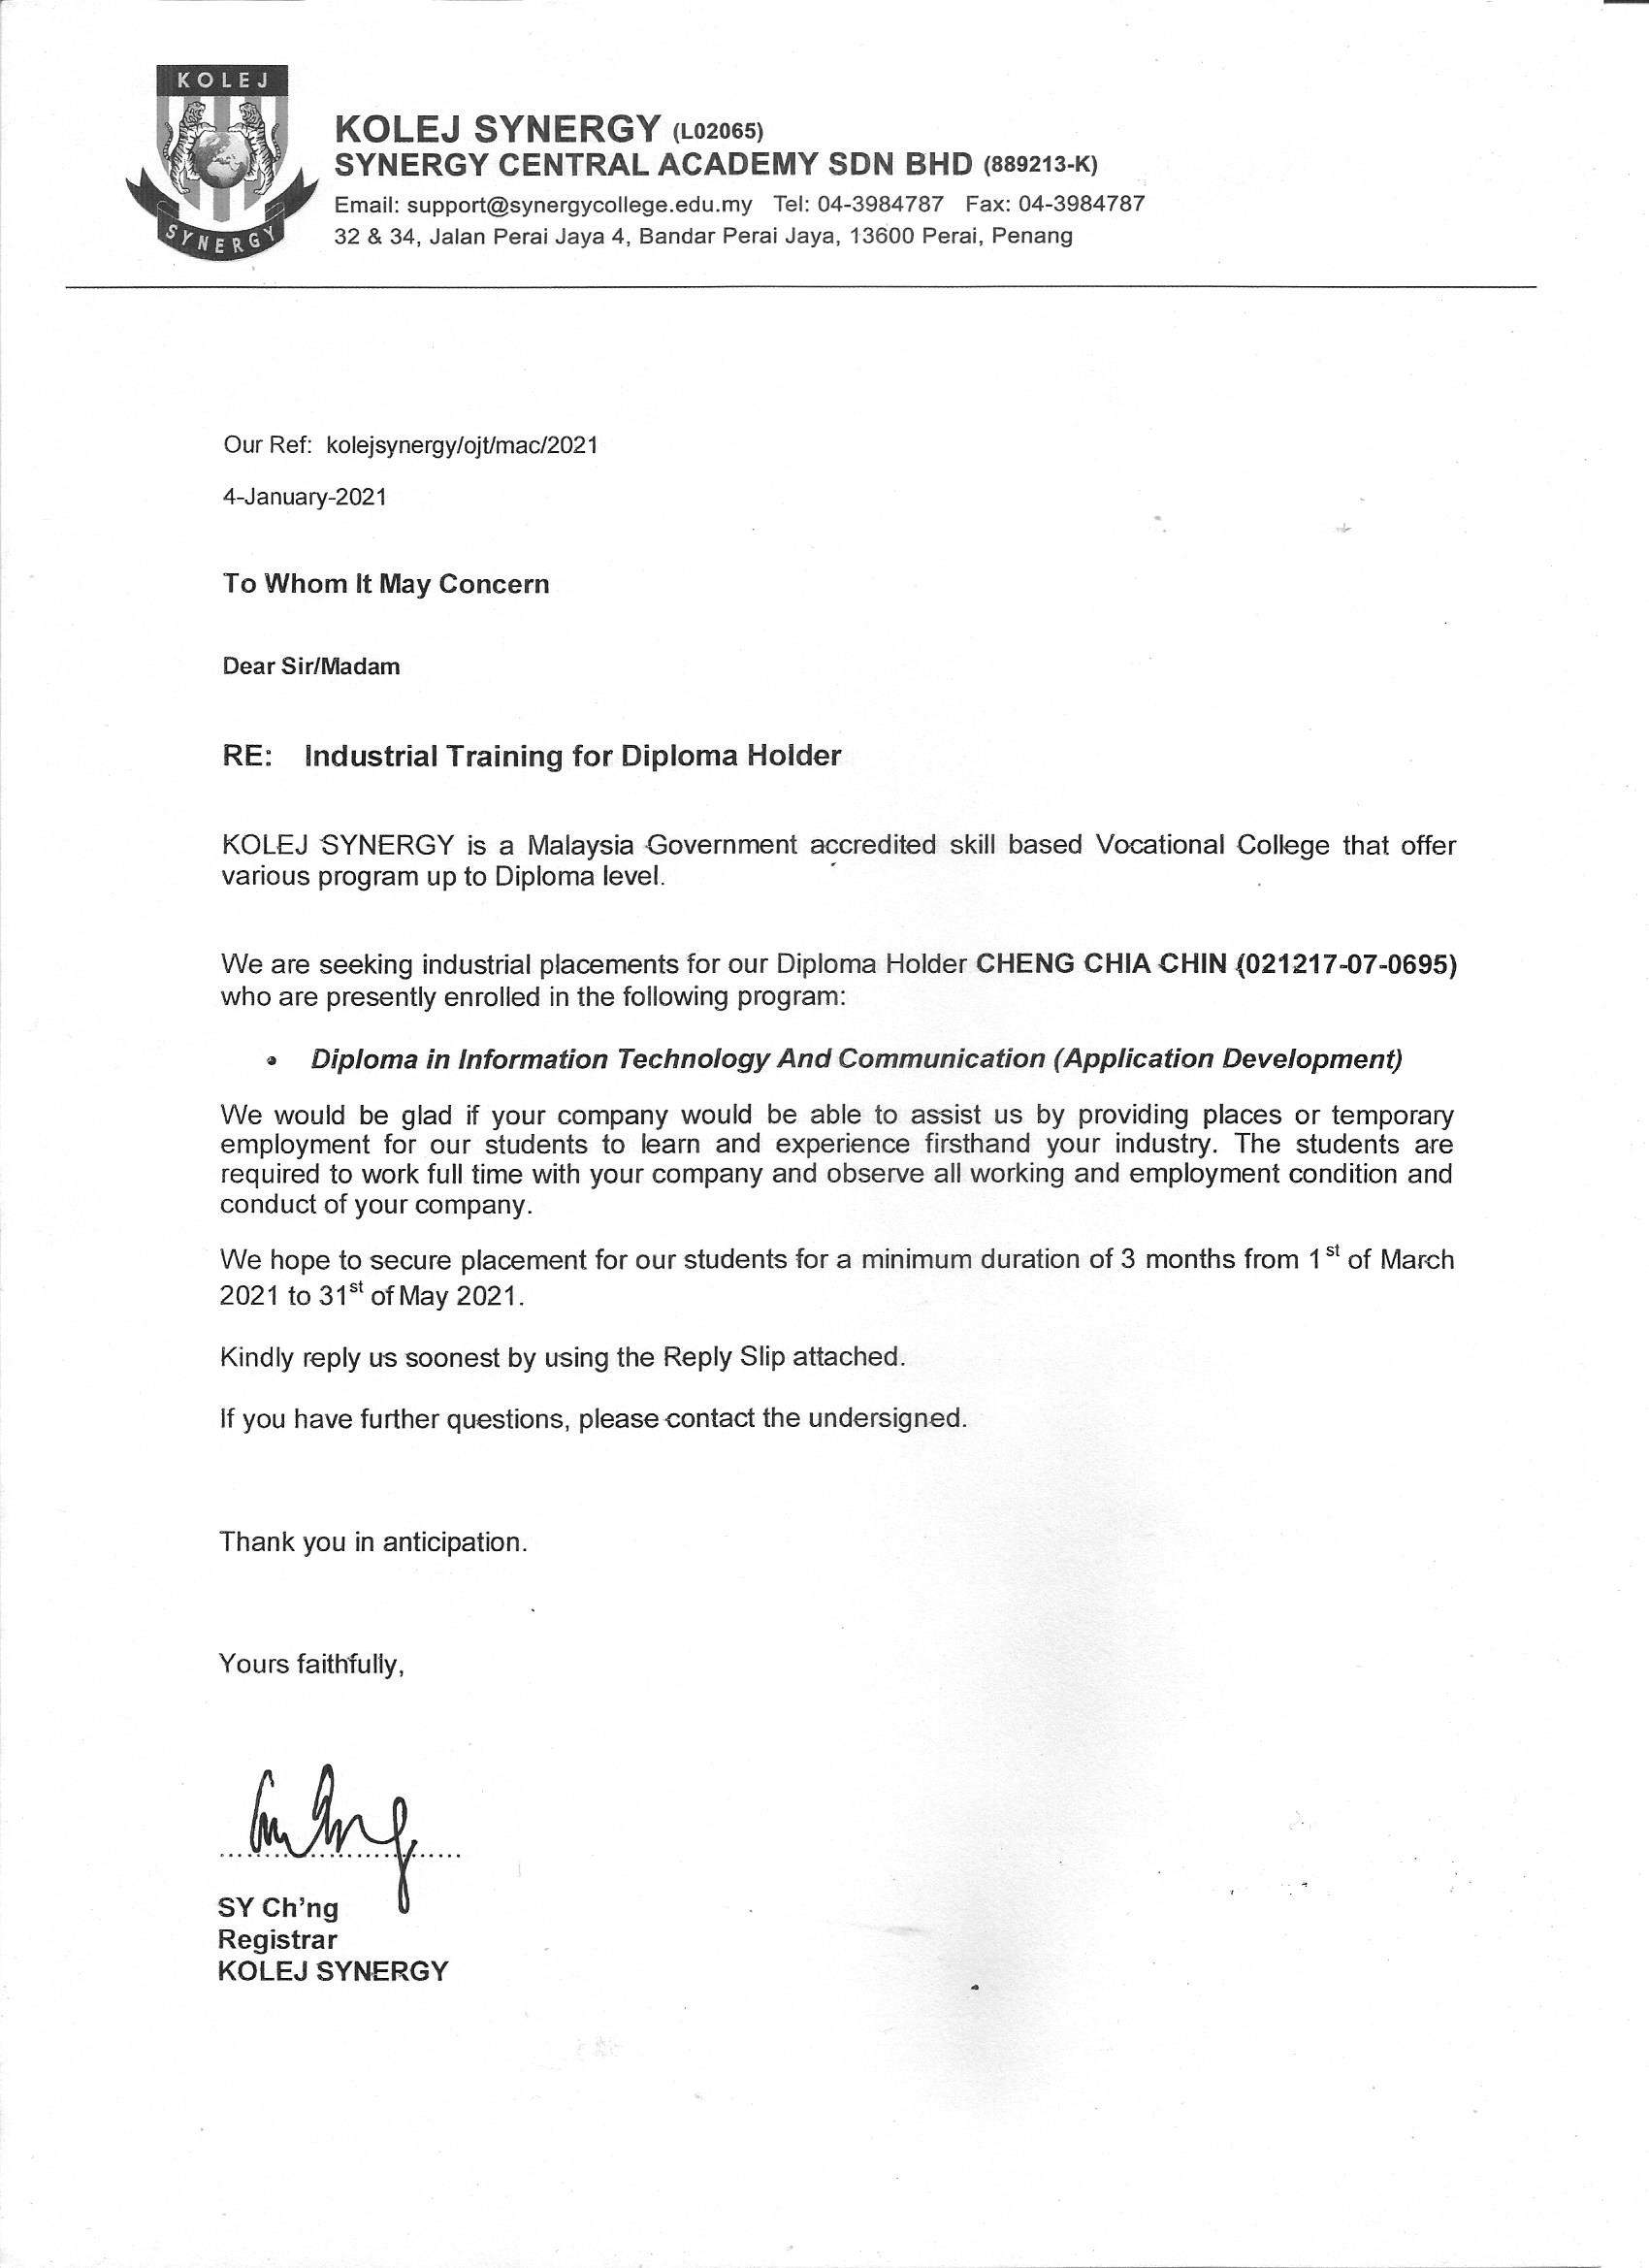 KOLEJ
SYNERGY
KOLEJ SYNERGY (L02065)
SYNERGY CENTRAL ACADEMY SDN BHD (889213-K)
Email: support@synergycollege.edu.my Tel: 04-3984787 Fax: 04-3984787
32 & 34, Jalan Perai Jaya 4, Bandar Perai Jaya, 13600 Perai, Penang
Our Ref: kolejsynergy/ojt/mac/2021
4-January-2021
To Whom It May Concern
Dear Sir/Madam
RE: Industrial Training for Diploma Holder
KOLEJ SYNERGY is a Malaysia Government accredited skill based Vocational College that offer
various program up to Diploma level.
We are seeking industrial placements for our Diploma Holder CHENG CHIA CHIN (021217-07-0695)
who are presently enrolled in the following program:
• Diploma in Information Technology And Communication (Application Development)
We would be glad if your company would be able to assist us by providing places or temporary
employment for our students to learn and experience firsthand your industry. The students are
required to work full time with your company and observe all working and employment condition and
conduct of your company.
We hope to secure placement for our students for a minimum duration of 3 months from 1st of March
2021 to 31st of May 2021.
Kindly reply us soonest by using the Reply Slip attached.
If you have further questions, please contact the undersigned.
Thank you in anticipation.
Yours faithfully,
SY Ch'ng
Registrar
KOLEJ SYNERGY